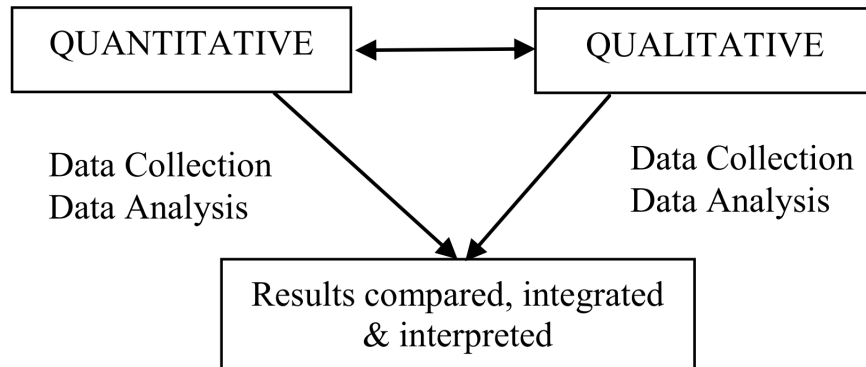 QUANTITATIVE
QUALITATIVE
Data Collection
Data Analysis
Data Collection
Data Analysis
Results compared, integrated
& interpreted